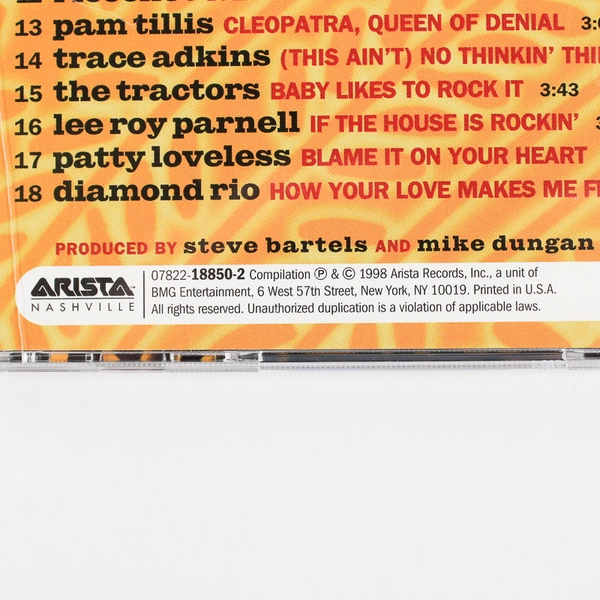 13 pam tillis CLEOPATRA, QUEEN OF DENIAL
14 trace adkins (THIS AIN'T) NO THINKIN'
15 the tractors BABY LIKES TO ROCK IT 3:43
16 lee roy parnell IF THE HOUSE IS ROCKIN'
17 patty loveless BLAME IT ON YOUR HEART
18 diamond rio HOW YOUR LOVE MAKES ME
PRODUCED BY steve bartels AND mike dungan
ARISTA
NASHVILLE
07822-18850-2 Compilation ℗ & © 1998 Arista Records, Inc., a unit of
BMG Entertainment, 6 West 57th Street, New York, NY 10019. Printed in U.S.A.
All rights reserved. Unauthorized duplication is a violation of applicable laws.